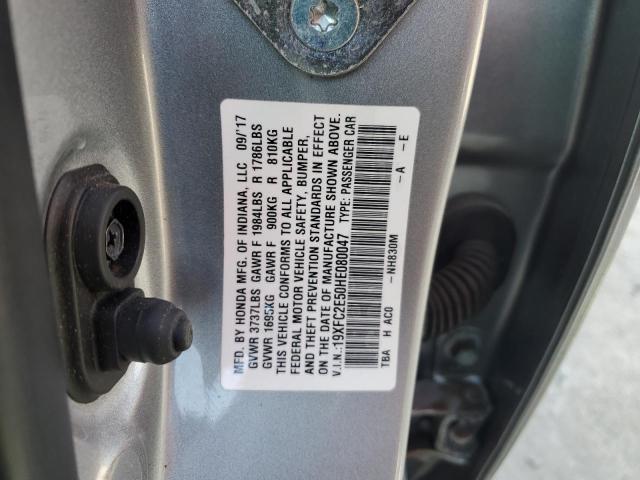 MFD. BY HONDA MFG. OF INDIANA, LLC 09/'17
GVWR 3737LBS GAWR F 1984LBS R 1786LBS
GVWR 1695KG GAWR F 900KG R 810KG
THIS VEHICLE CONFORMS TO ALL APPLICABLE
FEDERAL MOTOR VEHICLE SAFETY, BUMPER,
AND THEFT PREVENTION STANDARDS IN EFFECT
ON THE DATE OF MANUFACTURE SHOWN ABOVE.
V.I.N.:19XFC2F50HE080047 TYPE: PASSENGER CAR
TBA H AC0 -NH830M -A -E